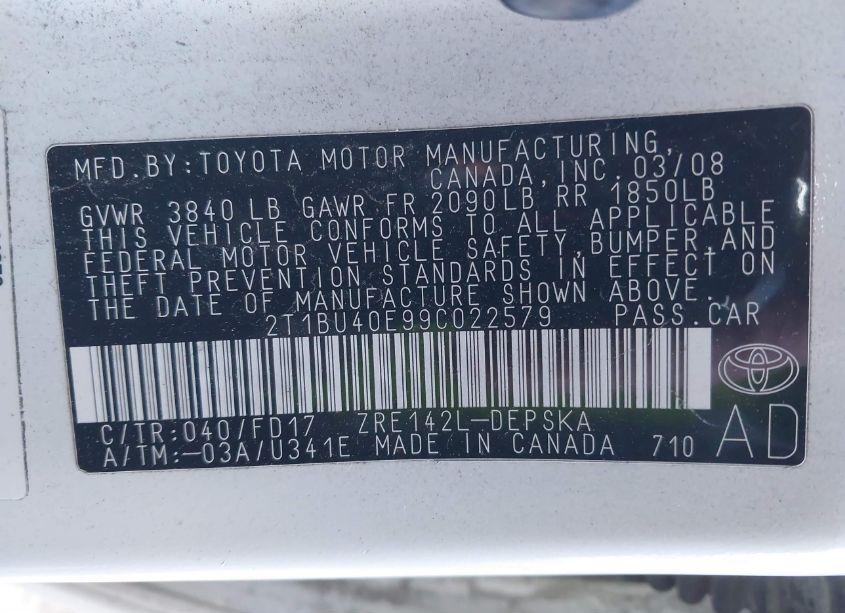 MFD.BY:TOYOTA MOTOR MANUFACTURING,
CANADA,INC. 03/08
GVWR 3840LB GAWR FR 2090LB RR 1850LB
THIS VEHICLE CONFORMS TO ALL APPLICABLE
FEDERAL MOTOR VEHICLE SAFETY,BUMPER,AND
THEFT PREVENTION STANDARDS IN EFFECT ON
THE DATE OF MANUFACTURE SHOWN ABOVE.
2T1BU40E99C022579 PASS.CAR
C/TR:040/FD17 ZRE142L-DEPSKA
A/TM:-03A/U341E MADE IN CANADA 710
AD